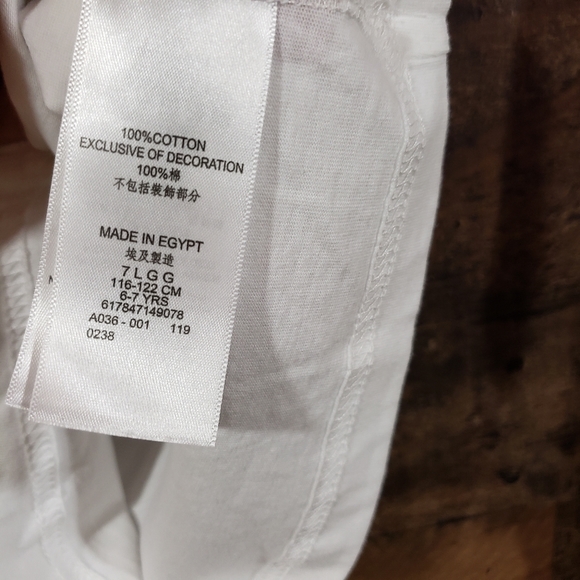 100%COTTON
EXCLUSIVE OF DECORATION
100%棉
不包括裝飾部分
MADE IN EGYPT
埃及製造
7 L G G
116-122 CM
6-7 YRS
617847149078
A036 - 001 119
0238